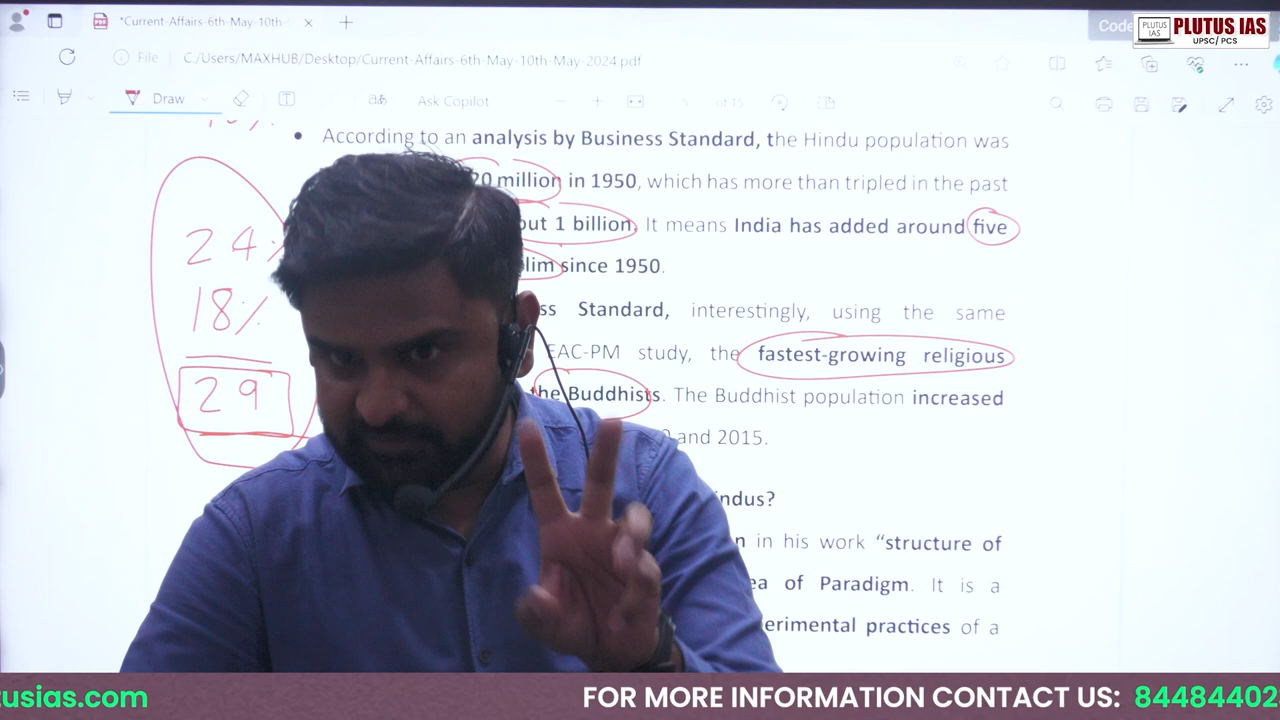 *Current-Affairs-6th-May-10th
Code
PLUTUS IAS
PLUTUS IAS
UPSC/ PCS
File
C:/Users/MAXHUB/Desktop/Current-Affairs_6th-May-10th-May-2024.pdf
Draw
Ask Copilot
5 of 15
• According to an analysis by Business Standard, the Hindu population was
20 million in 1950, which has more than tripled in the past
out 1 billion. It means India has added around five
lim since 1950.
ss Standard, interestingly, using the same
EAC-PM study, the fastest-growing religious
the Buddhists. The Buddhist population increased
0 and 2015.
indus?
n in his work “structure of
ea of Paradigm. It is a
erimental practices of a
24%
18%
29
tusias.com
FOR MORE INFORMATION CONTACT US: 84484402